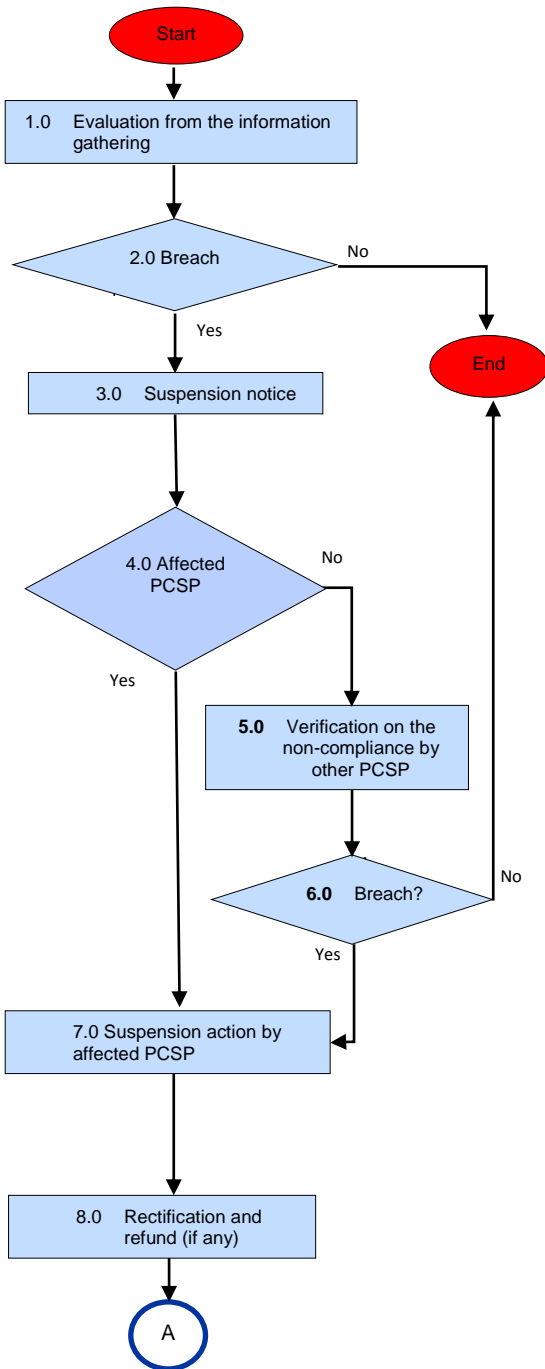 Start
1.0 Evaluation from the information
gathering
2.0 Breach
No
Yes
End
3.0 Suspension notice
4.0 Affected
PCSP
No
Yes
5.0 Verification on the
non-compliance by
other PCSP
6.0 Breach?
No
Yes
7.0 Suspension action by
affected PCSP
8.0 Rectification and
refund (if any)
A